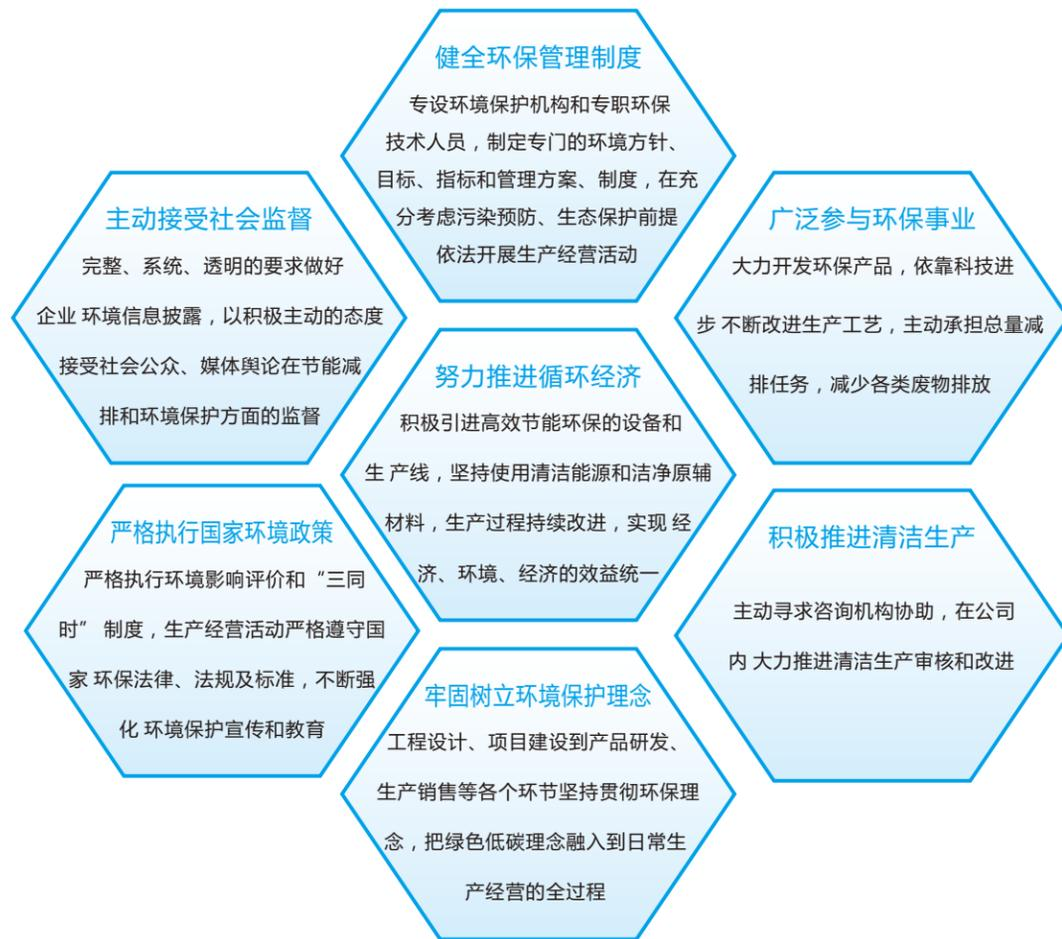 健全环保管理制度
专设环境保护机构和专职环保
技术人员，制定专门的环境方针、
目标、指标和管理方案、制度，在充
分考虑污染预防、生态保护前提
依法开展生产经营活动
主动接受社会监督
完整、系统、透明的要求做好
企业 环境信息披露，以积极主动的态度
接受社会公众、媒体舆论在节能减
排和环境保护方面的监督
广泛参与环保事业
大力开发环保产品，依靠科技进
步 不断改进生产工艺，主动承担总量减
排任务，减少各类废物排放
努力推进循环经济
积极引进高效节能环保的设备和
生 产线，坚持使用清洁能源和洁净原辅
材料，生产过程持续改进，实现 经
济、环境、经济的效益统一
严格执行国家环境政策
严格执行环境影响评价和“三同
时” 制度，生产经营活动严格遵守国
家 环保法律、法规及标准，不断强
化 环境保护宣传和教育
积极推进清洁生产
主动寻求咨询机构协助，在公司
内 大力推进清洁生产审核和改进
牢固树立环境保护理念
工程设计、项目建设到产品研发、
生产销售等各个环节坚持贯彻环保理
念，把绿色低碳理念融入到日常生
产经营的全过程